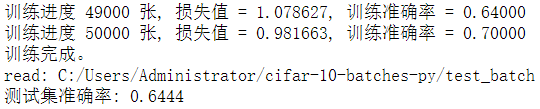 训练进度 49000 张, 损失值 = 1.078627, 训练准确率 = 0.64000
训练进度 50000 张, 损失值 = 0.981663, 训练准确率 = 0.70000
训练完成。
read: C:/Users/Administrator/cifar-10-batches-py/test_batch
测试集准确率: 0.6444